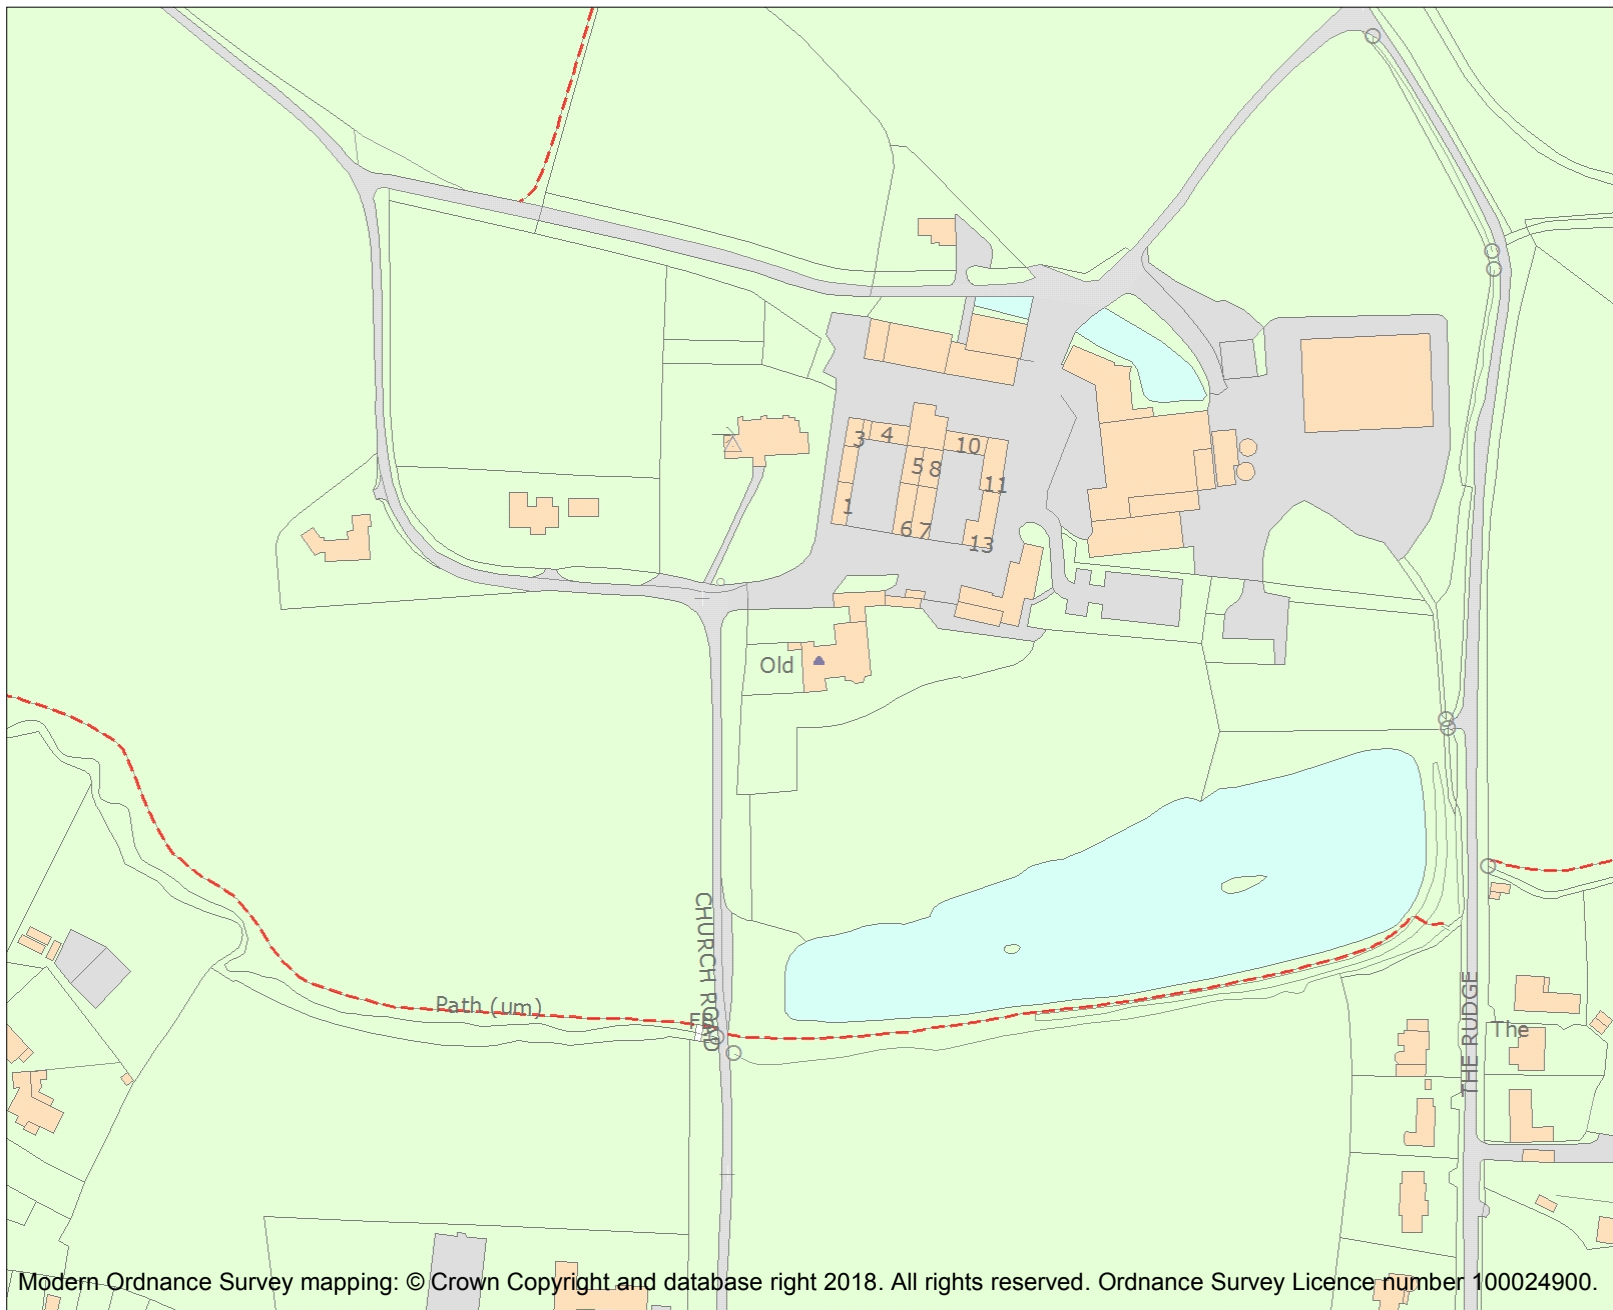 3
4
10
5
8
11
1
6
7
13
Old
CHURCH ROAD
Path (um)
FB
THE RUDGE
The
Modern Ordnance Survey mapping: © Crown Copyright and database right 2018. All rights reserved. Ordnance Survey Licence number 100024900.